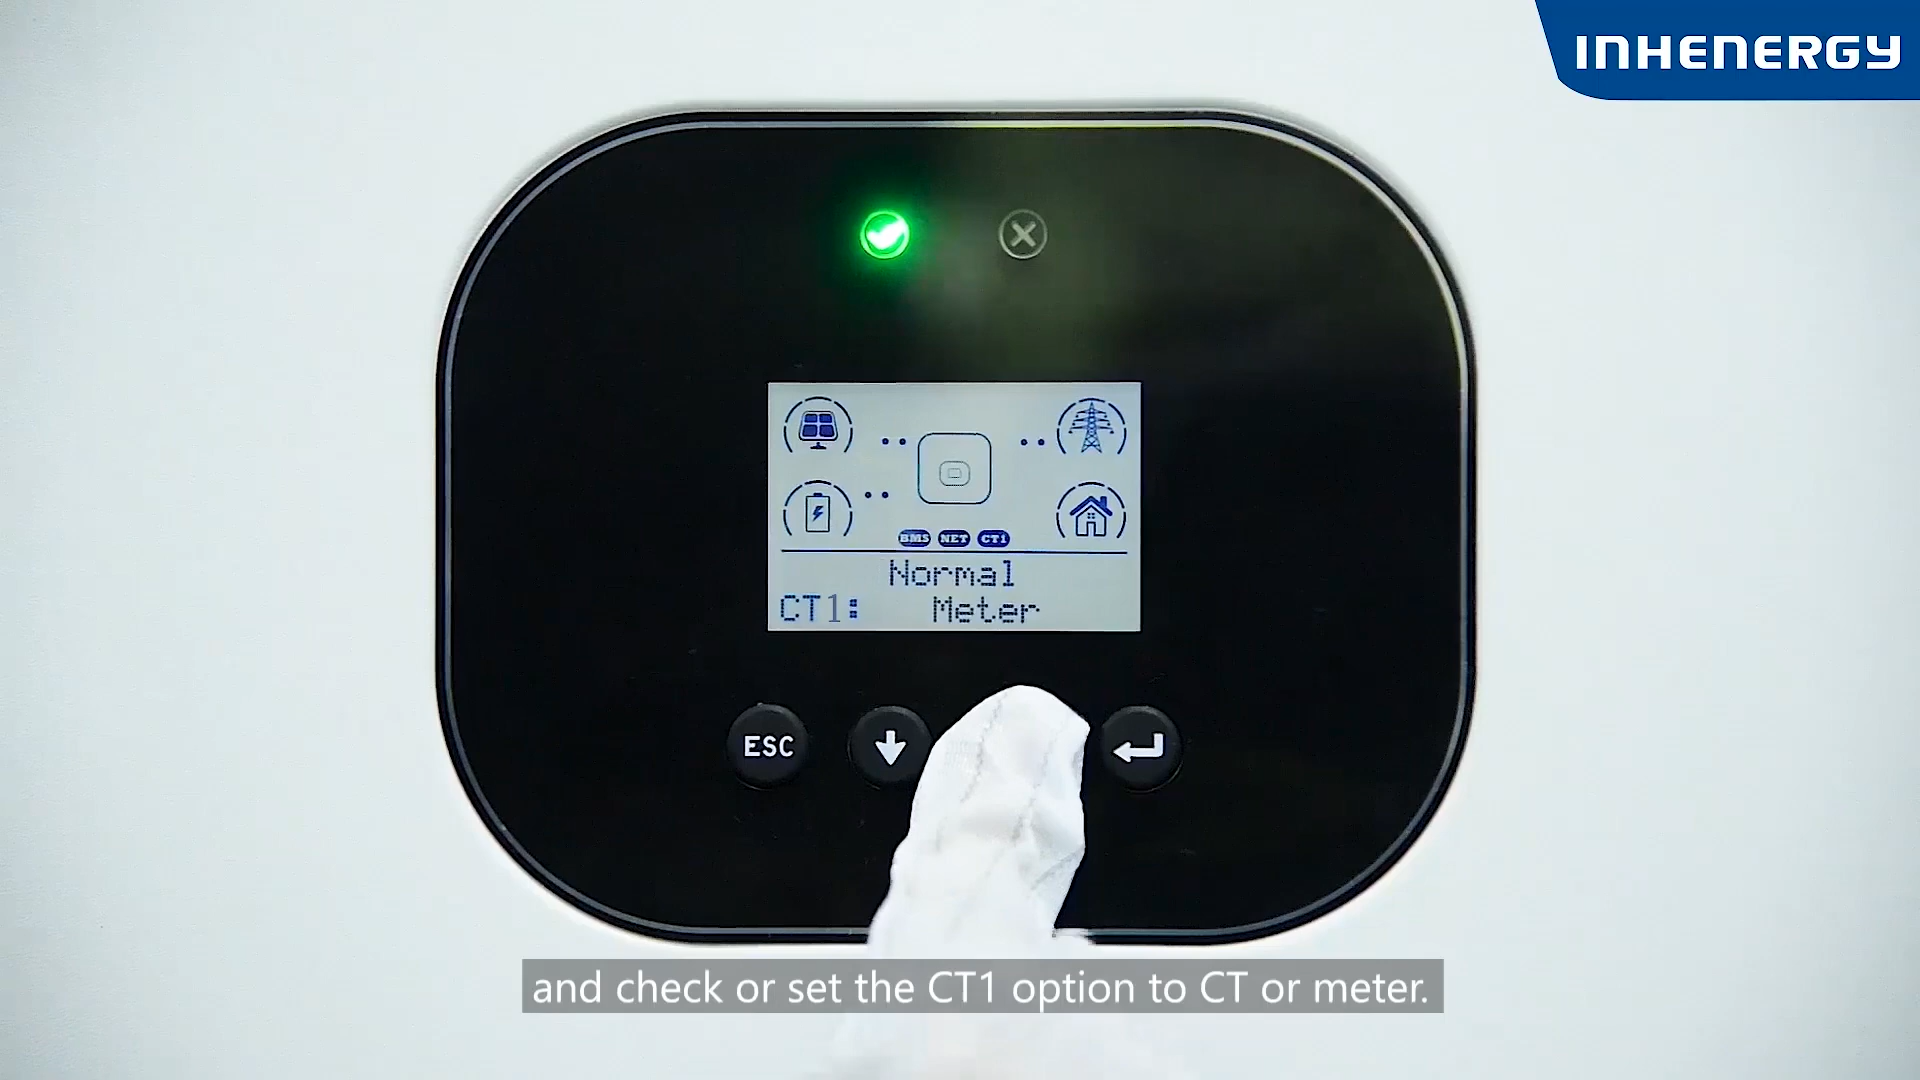 INHENERGY
BMS NET CT1
Normal
CT1: Meter
ESC
and check or set the CT1 option to CT or meter.